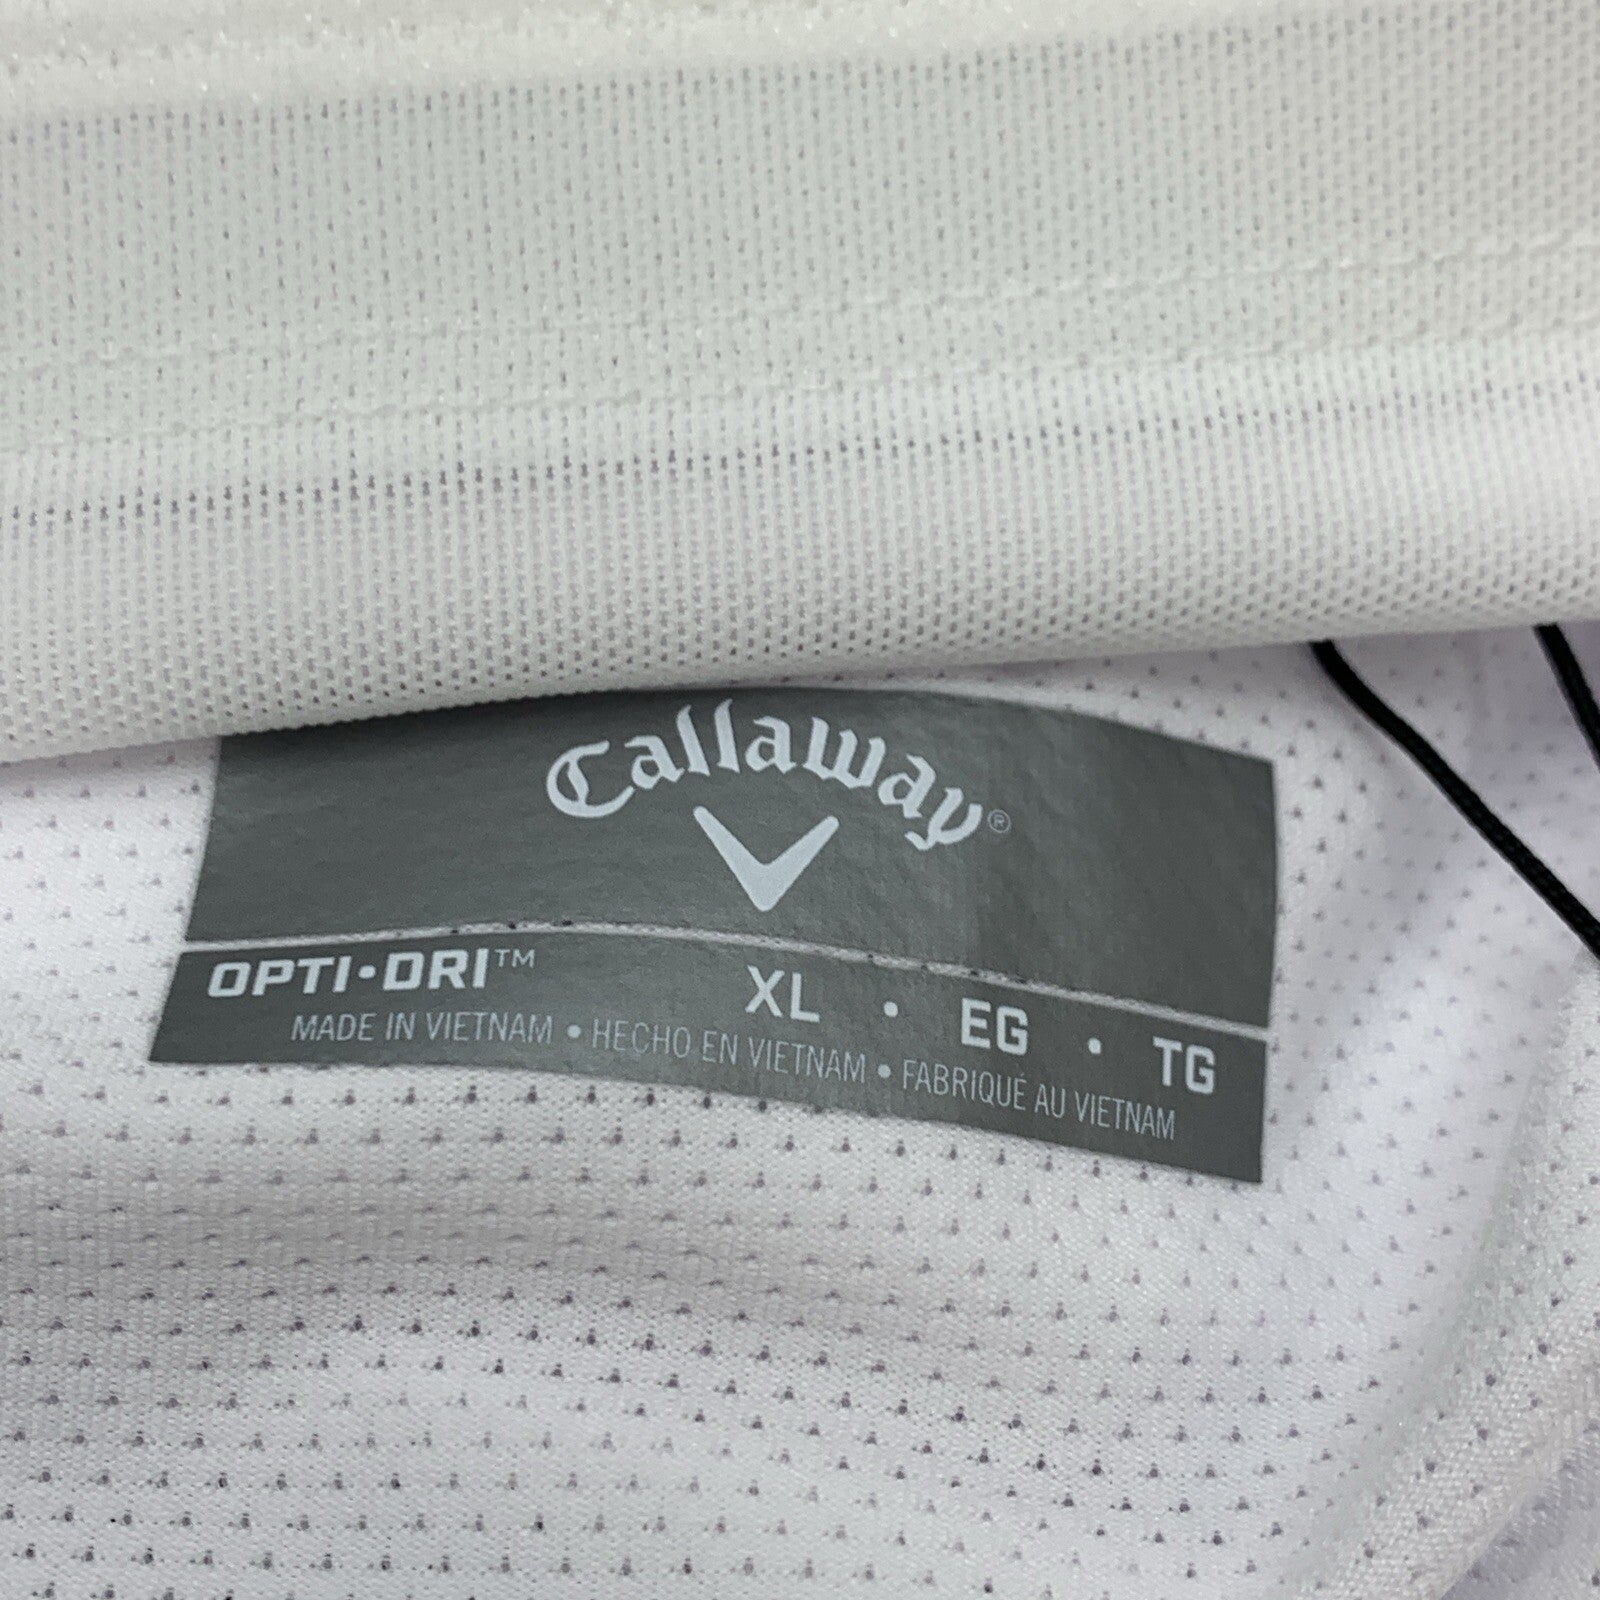 Callaway®
OPTI•DRI™ XL • EG • TG
MADE IN VIETNAM • HECHO EN VIETNAM • FABRIQUÉ AU VIETNAM